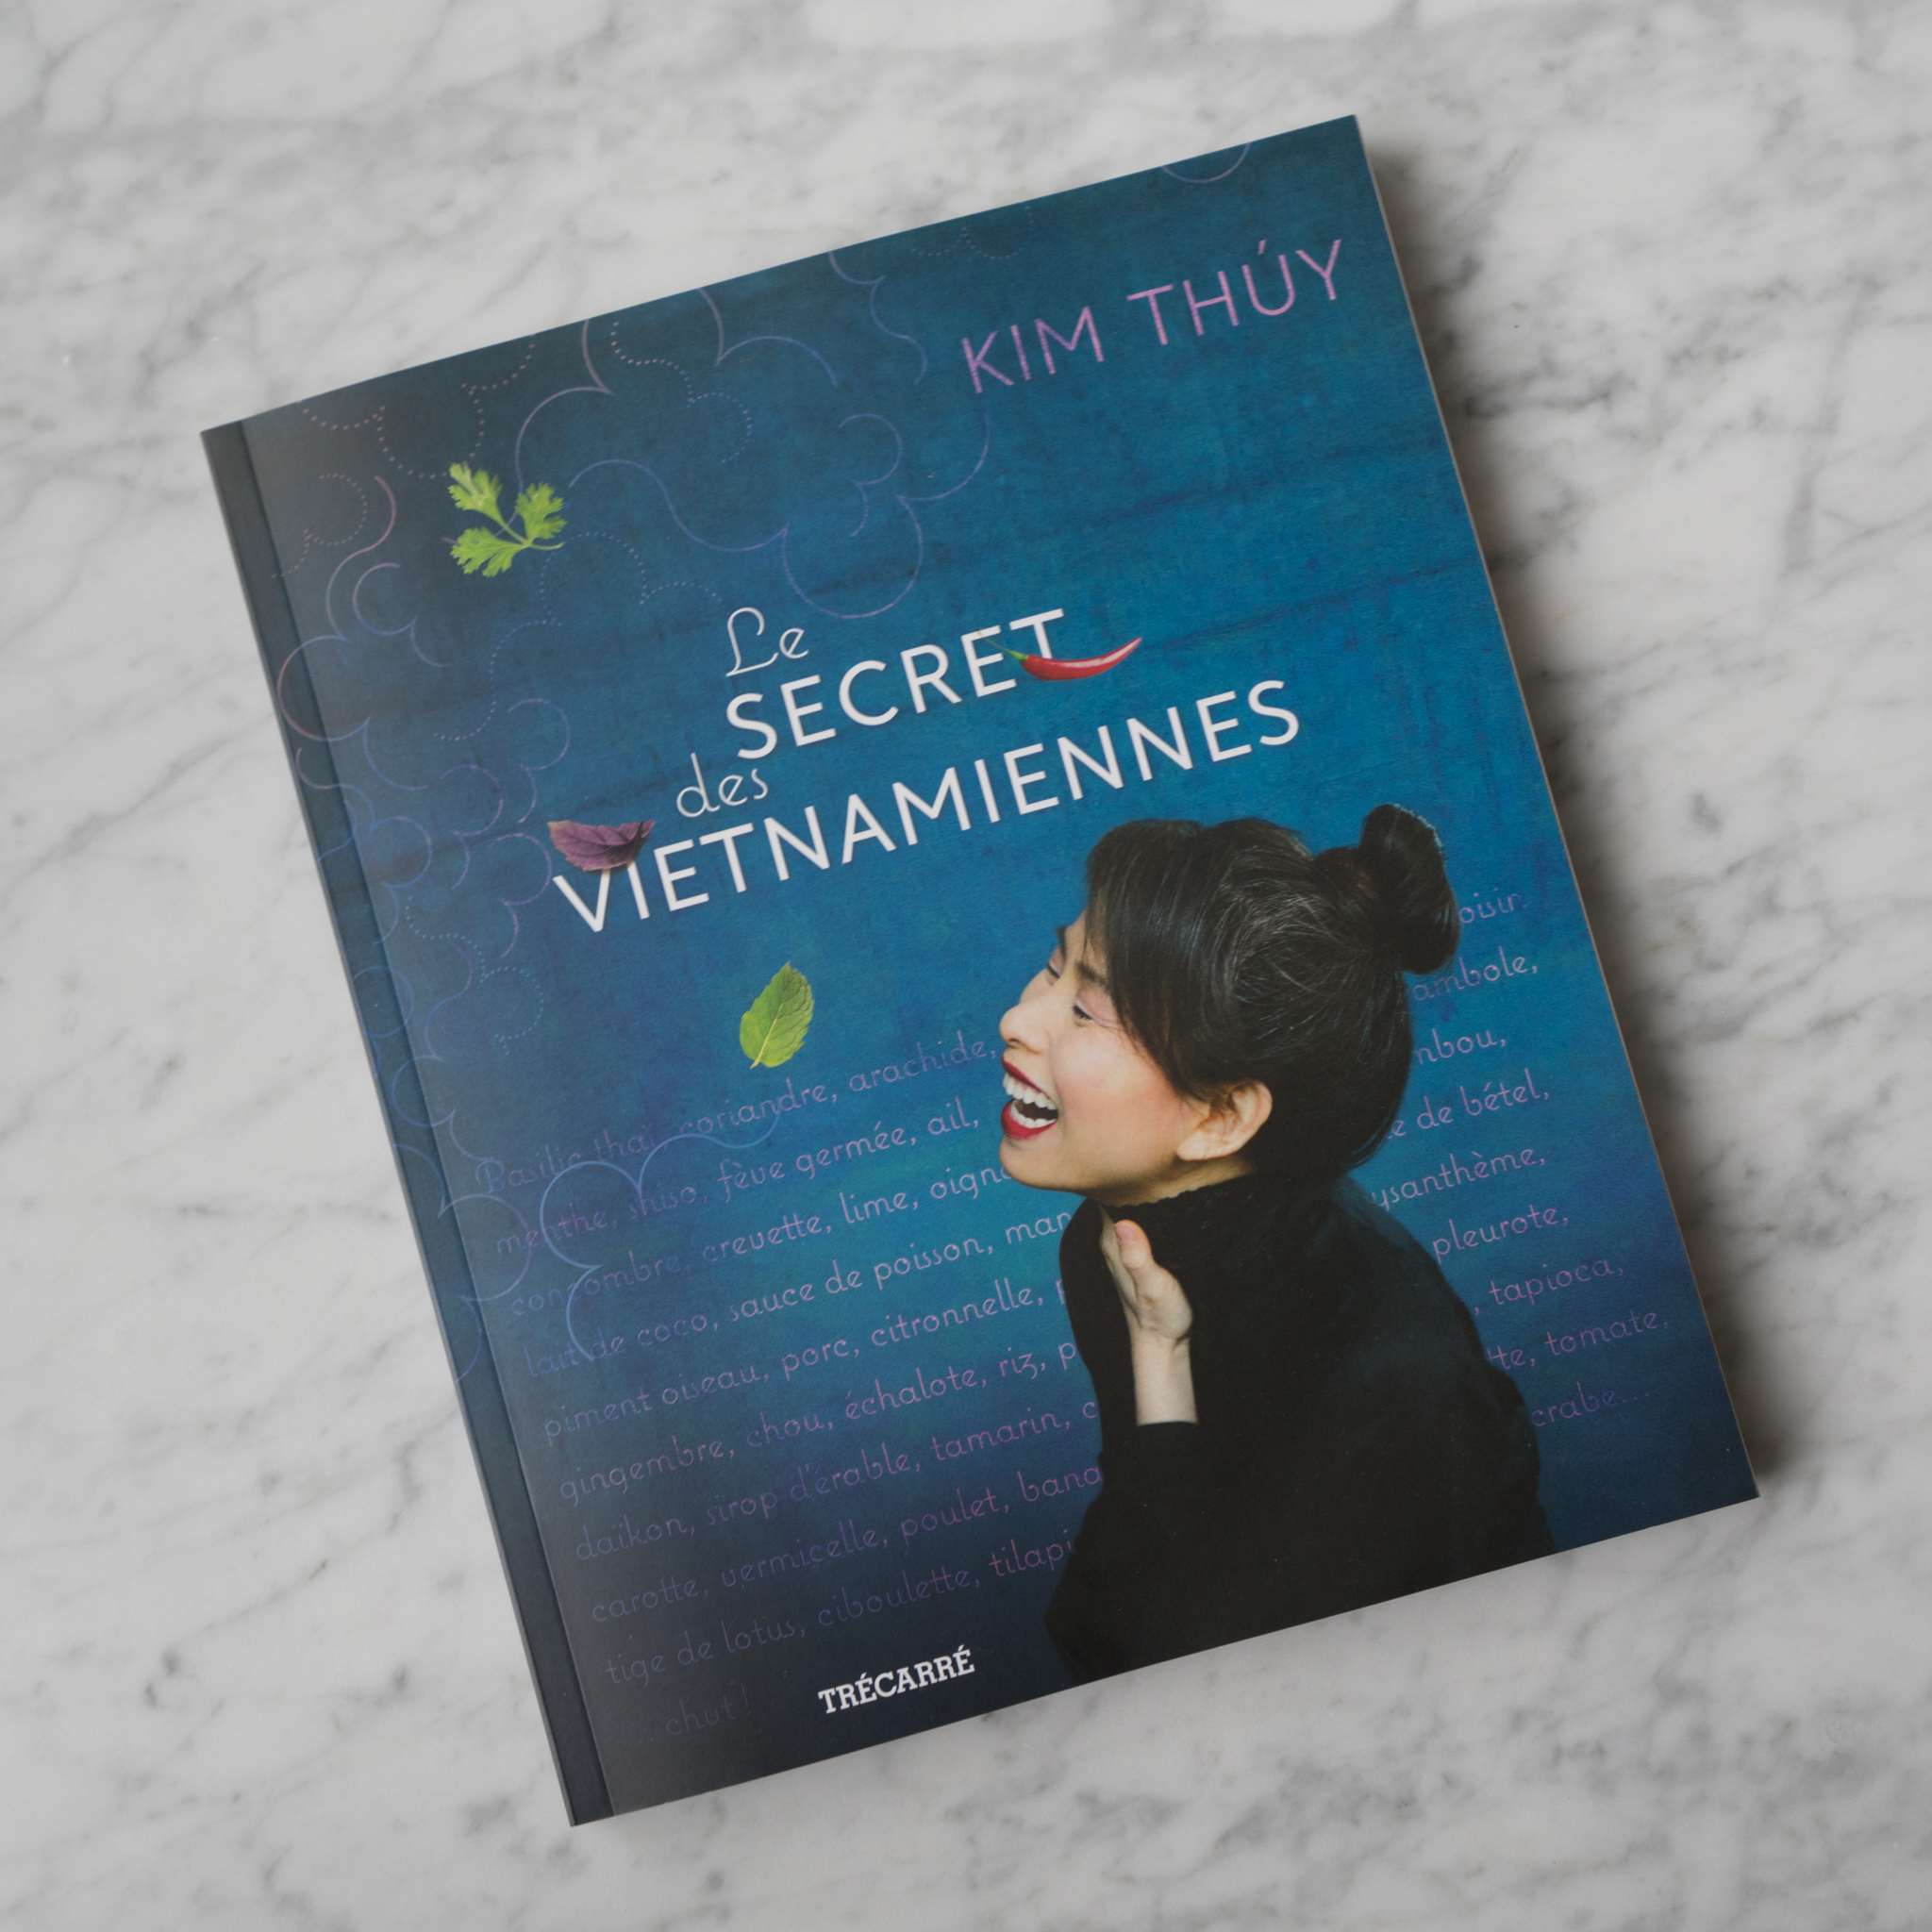 KIM THÚY
Le
SECRET
des
VIETNAMIENNES
oisin
ambole,
Basilic thaï, coriandre, arachide,
mbou,
menthe, shiso, fève germée, ail,
de bétel,
concombre, crevette, lime, oigno
ysanthème,
lait de coco, sauce de poisson, man
pleurote,
piment oiseau, porc, citronnelle, p
, tapioca,
gingembre, chou, échalote, riz, p
tte, tomate,
daïkon, sirop d'érable, tamarin, c
crabe...
carotte, vermicelle, poulet, bana
tige de lotus, ciboulette, tilapi
... chut!
TRÉCARRÉ